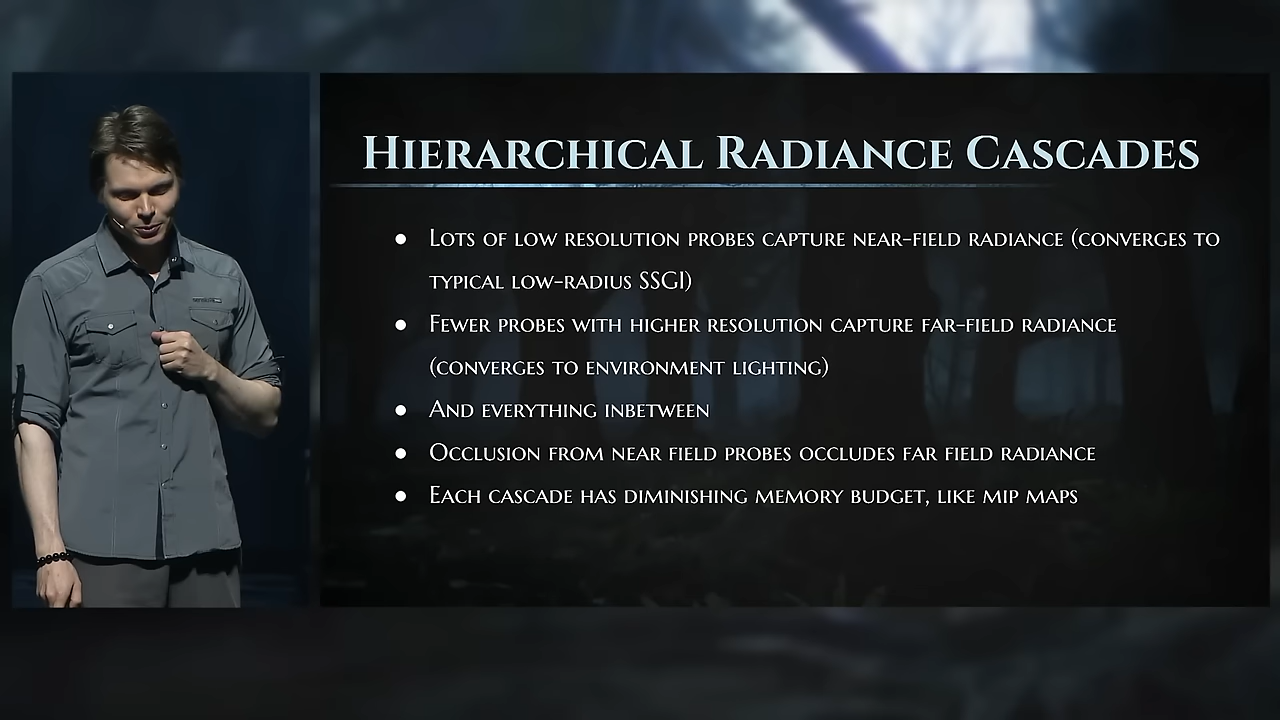 Hierarchical Radiance Cascades
● Lots of low resolution probes capture near-field radiance (converges to
typical low-radius SSGI)
● Fewer probes with higher resolution capture far-field radiance
(converges to environment lighting)
● And everything inbetween
● Occlusion from near field probes occludes far field radiance
● Each cascade has diminishing memory budget, like mip maps